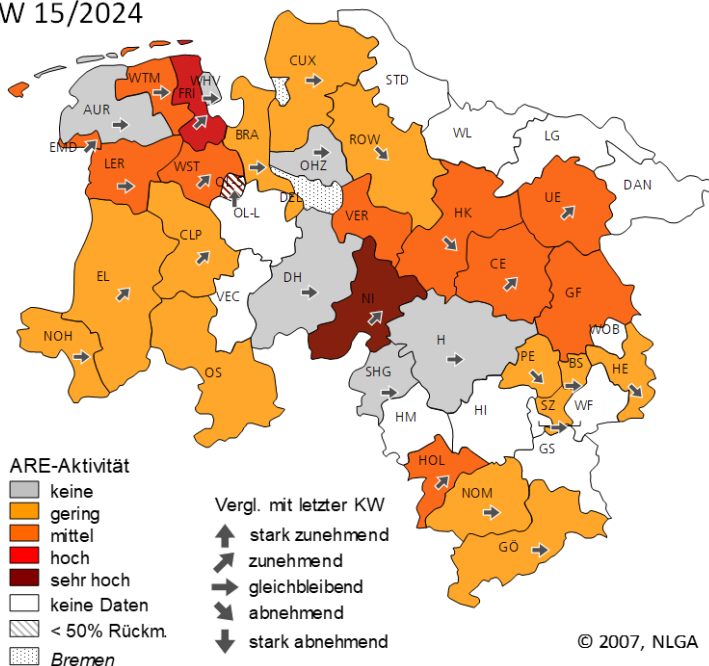 W 15/2024
CUX
STD
WTM
WHV
FRI
AUR
EMD
BRA
ROW
WL
LG
OHZ
LER
WST
DEL
DAN
OL-L
VER
HK
UE
CLP
CE
EL
DH
VEC
NI
GF
NOH
OS
H
WOB
SHG
PE
BS
HE
HM
HI
SZ
WF
GS
HOL
NOM
GÖ
ARE-Aktivität
keine
gering
mittel
hoch
sehr hoch
keine Daten
< 50% Rückm.
Bremen
Vergl. mit letzter KW
stark zunehmend
zunehmend
gleichbleibend
abnehmend
stark abnehmend
© 2007, NLGA